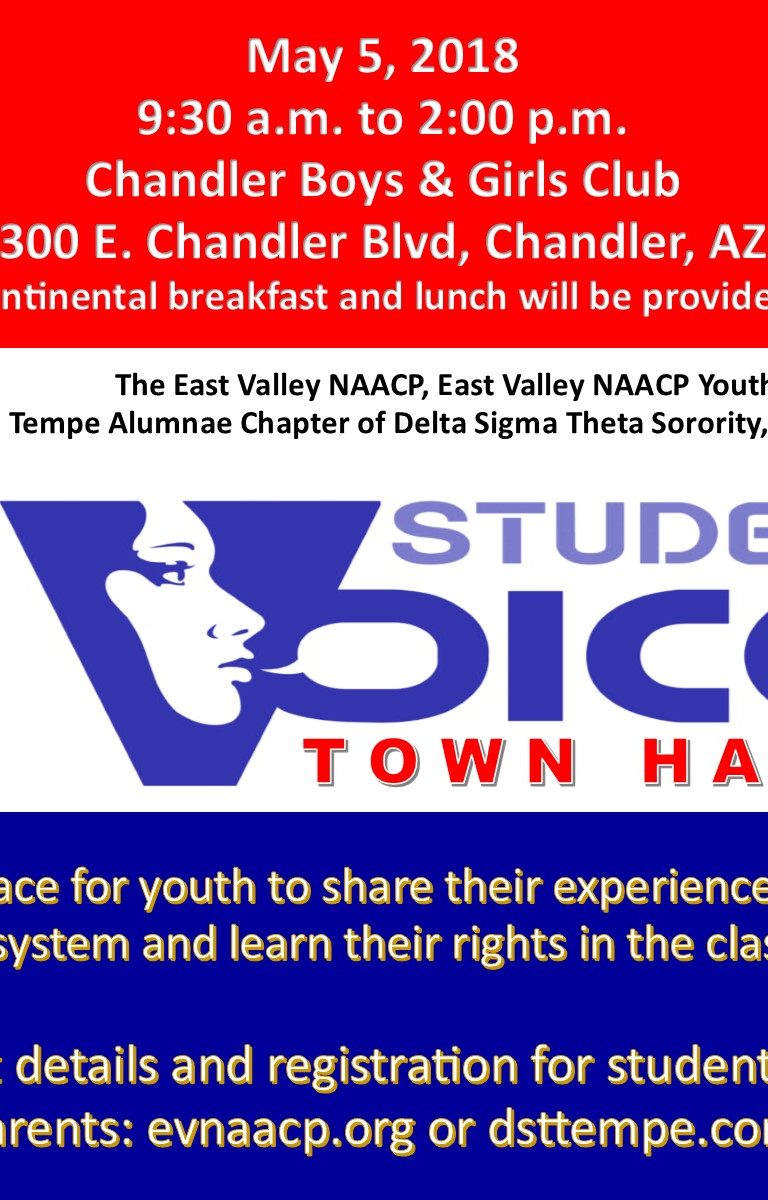 May 5, 2018
9:30 a.m. to 2:00 p.m.
Chandler Boys & Girls Club
300 E. Chandler Blvd, Chandler, AZ
ntinental breakfast and lunch will be provide
The East Valley NAACP, East Valley NAACP Youth
Tempe Alumnae Chapter of Delta Sigma Theta Sorority,
STUDE
VOICE
TOWN HA
ace for youth to share their experience
system and learn their rights in the clas
details and registration for student
arents: evnaacp.org or dsttempe.com